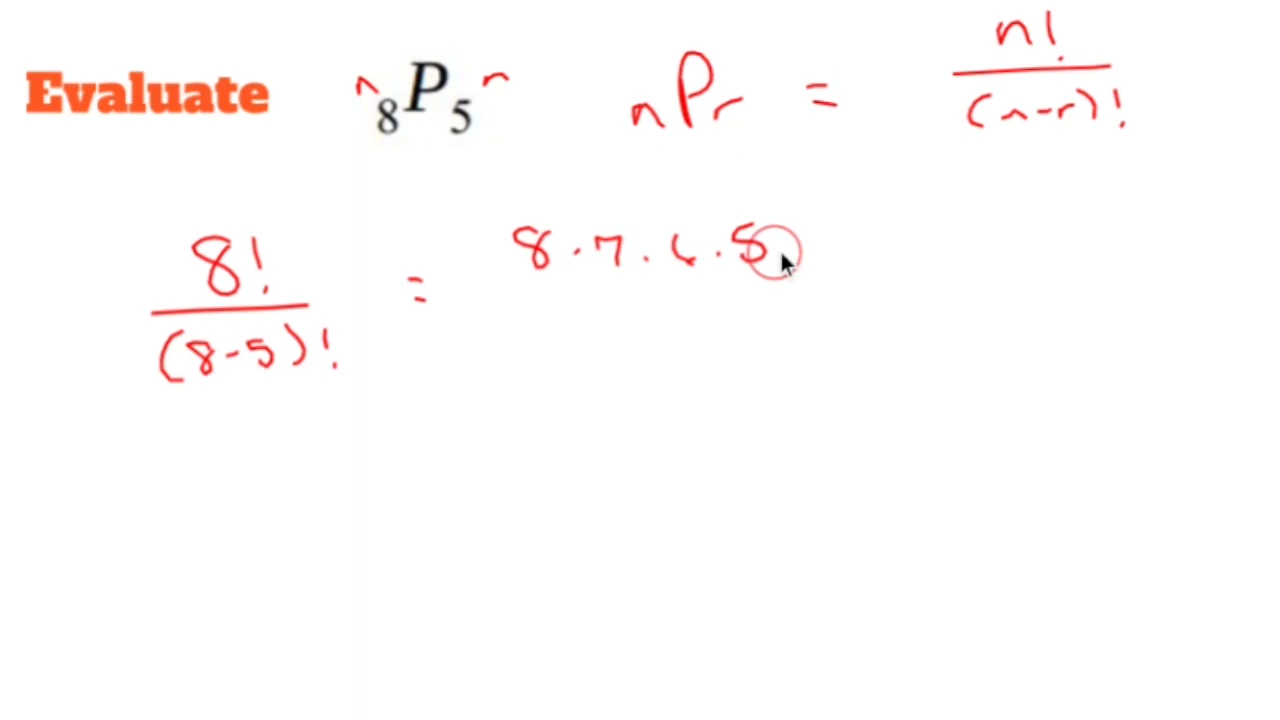 Evaluate n 8P5 r nPr = n! / (n-r)!
8! / (8-5)! = 8 · 7 · 6 · 5